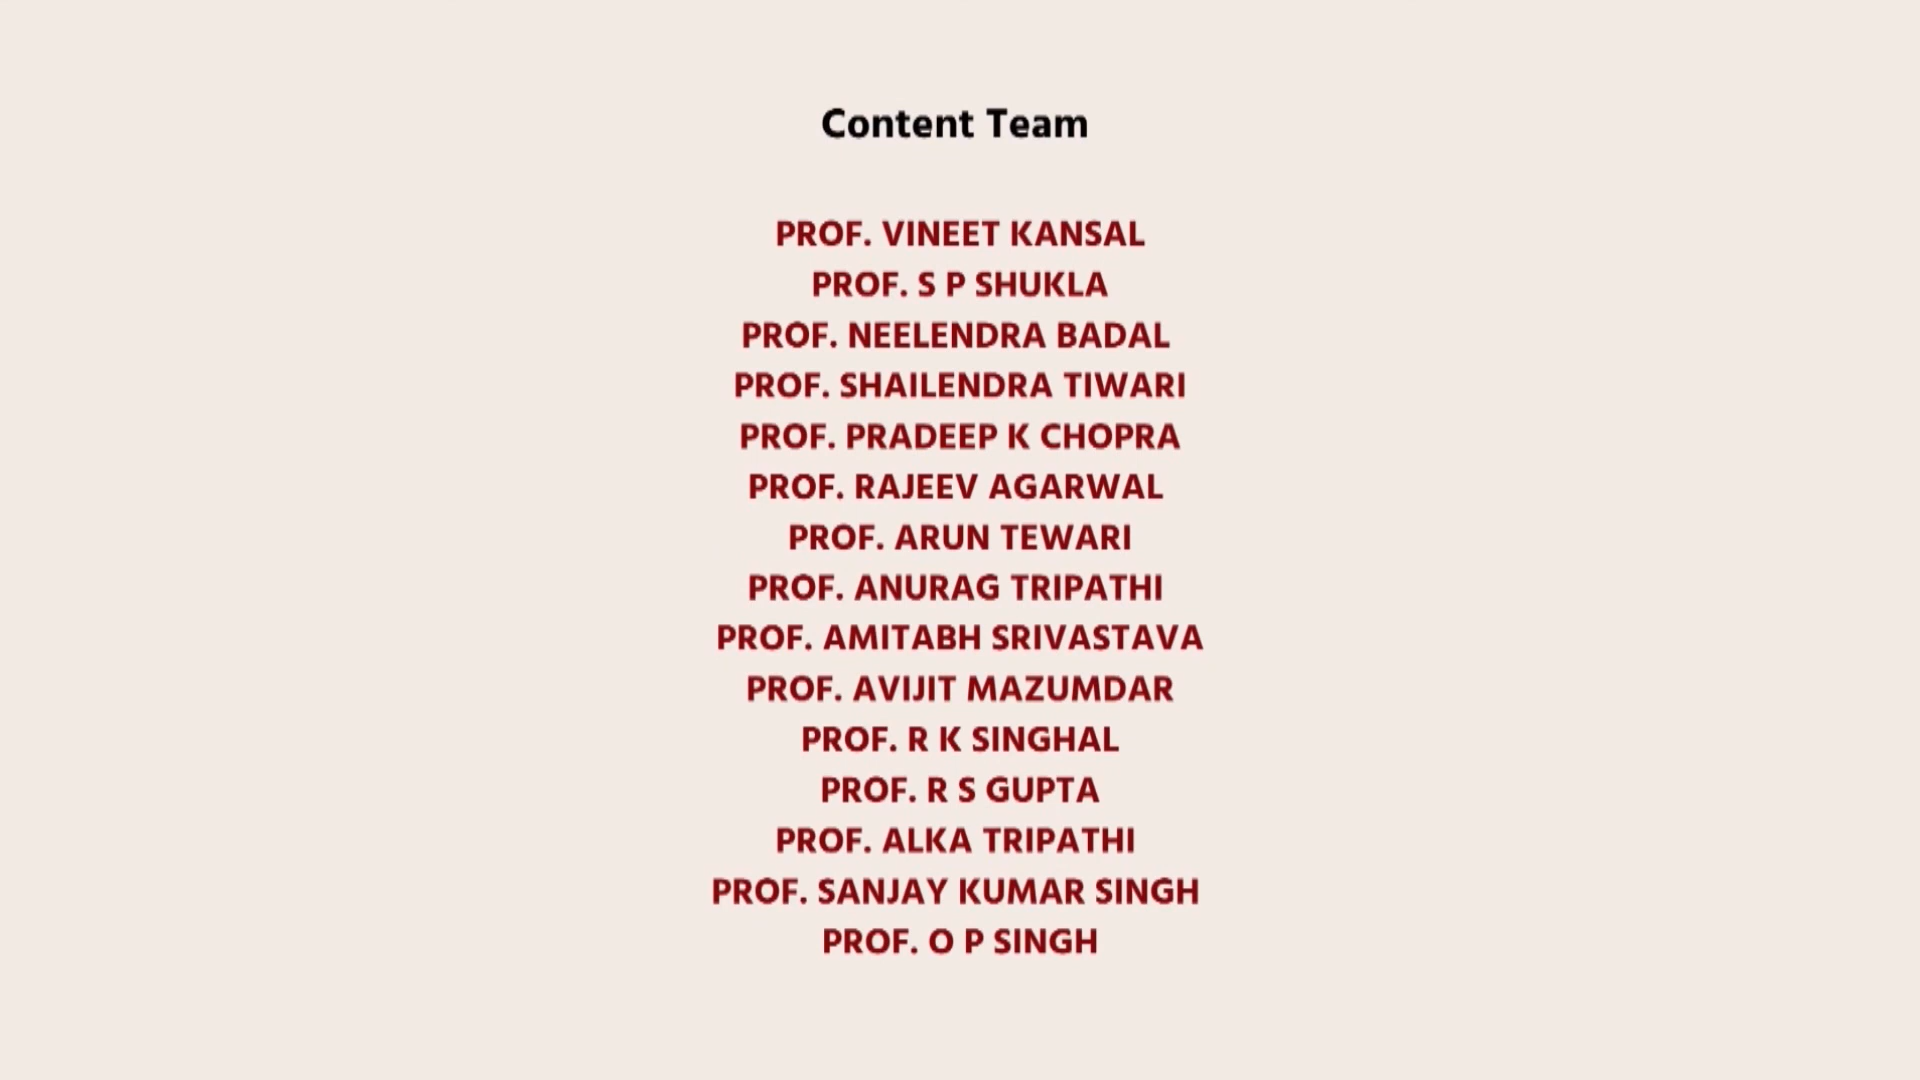 Content Team
PROF. VINEET KANSAL
PROF. S P SHUKLA
PROF. NEELENDRA BADAL
PROF. SHAILENDRA TIWARI
PROF. PRADEEP K CHOPRA
PROF. RAJEEV AGARWAL
PROF. ARUN TEWARI
PROF. ANURAG TRIPATHI
PROF. AMITABH SRIVASTAVA
PROF. AVIJIT MAZUMDAR
PROF. R K SINGHAL
PROF. R S GUPTA
PROF. ALKA TRIPATHI
PROF. SANJAY KUMAR SINGH
PROF. O P SINGH